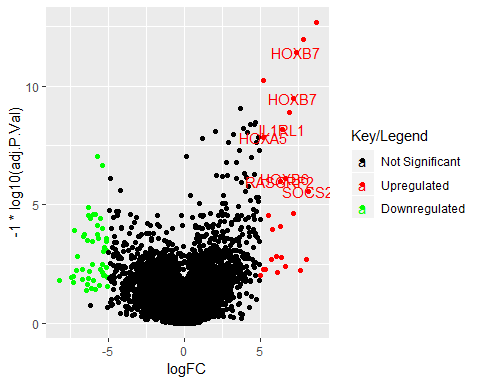 HOXB7
HOXB7
IL1RL1
HOXA5
HOXB6
SOCS2
10
5
0
-5
0
5
logFC
-1 * log10(adj.P.Val)
Key/Legend
a Not Significant
a Upregulated
a Downregulated